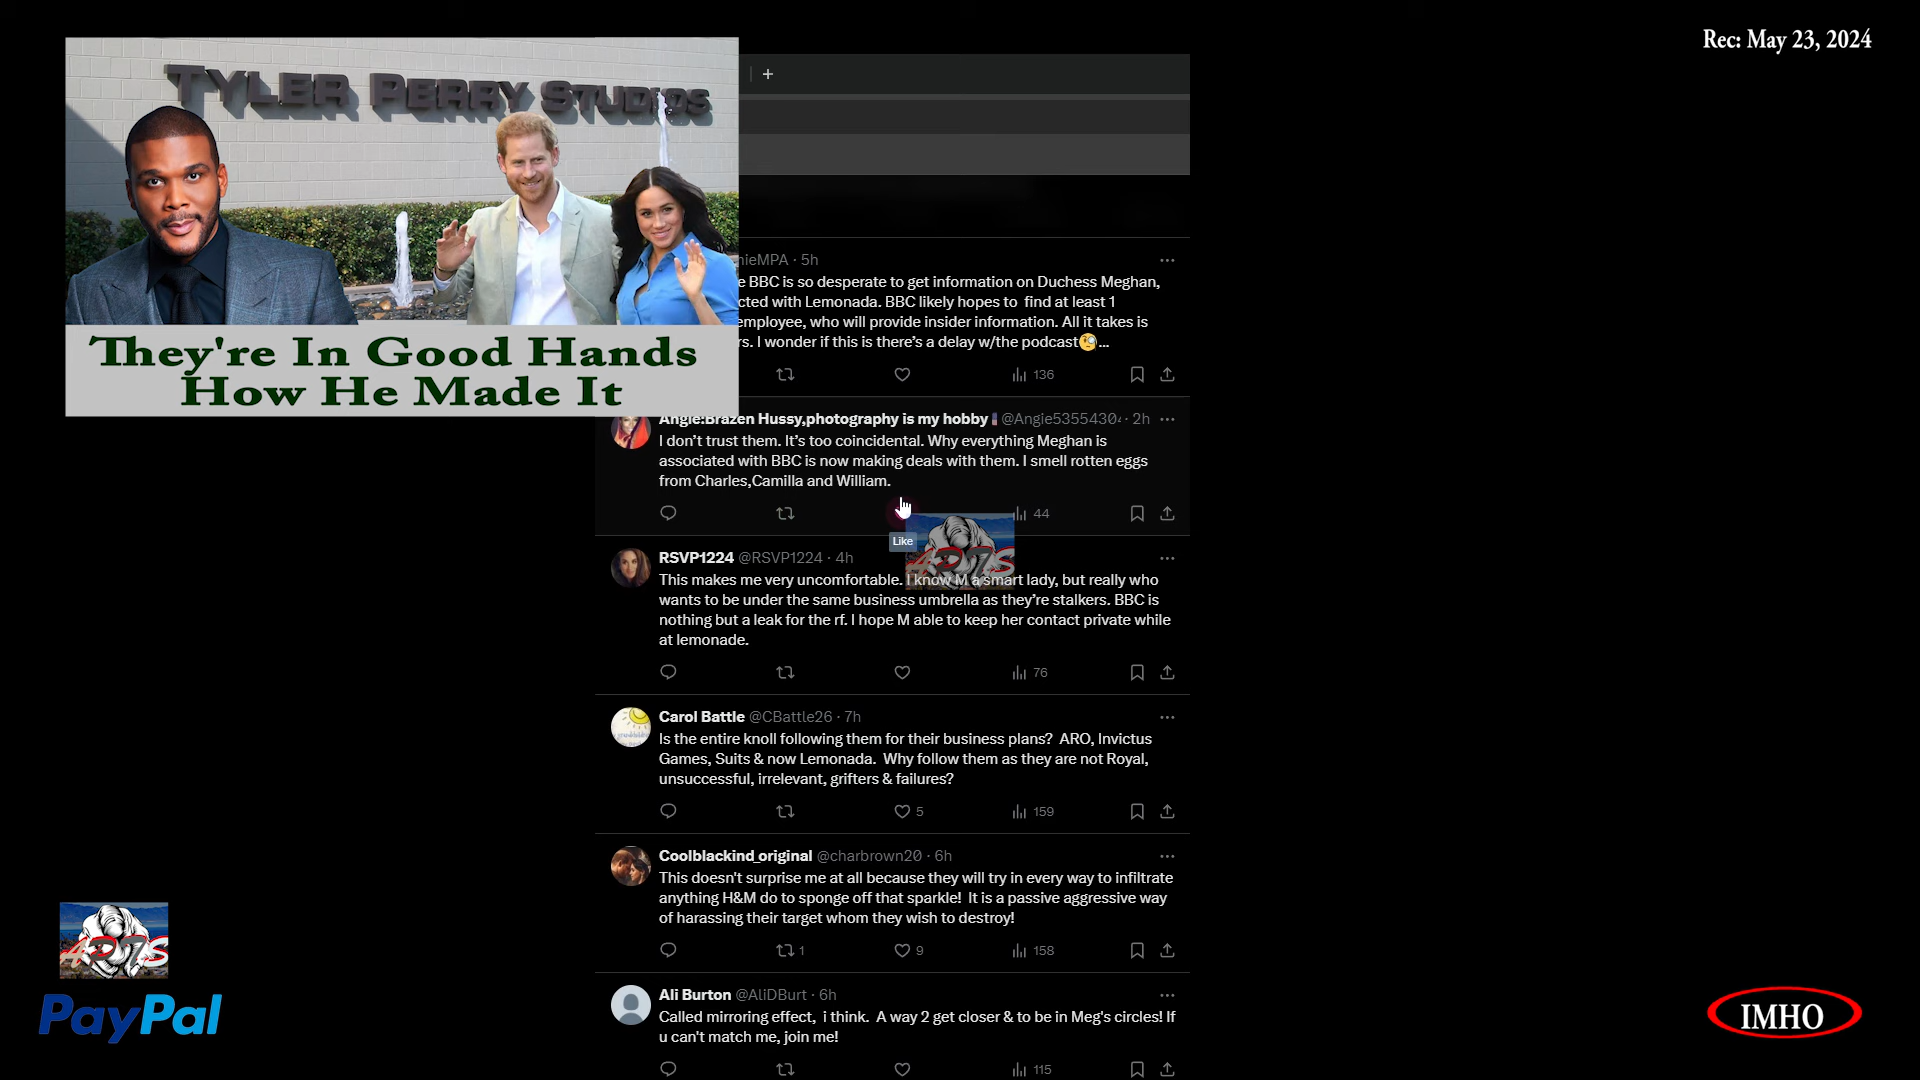 Rec: May 23, 2024
TYLER PERRY STUDIOS
They're In Good Hands
How He Made It
+
nieMPA · 5h
e BBC is so desperate to get information on Duchess Meghan,
cted with Lemonada. BBC likely hopes to find at least 1
employee, who will provide insider information. All it takes is
rs. I wonder if this is there’s a delay w/the podcast🧐...
136
Angie:Brazen Hussy,photography is my hobby @Angie53554304 · 2h
I don’t trust them. It’s too coincidental. Why everything Meghan is
associated with BBC is now making deals with them. I smell rotten eggs
from Charles,Camilla and William.
44
Like
RSVP1224 @RSVP1224 · 4h
This makes me very uncomfortable. I know M a smart lady, but really who
wants to be under the same business umbrella as they’re stalkers. BBC is
nothing but a leak for the rf. I hope M able to keep her contact private while
at lemonade.
76
Carol Battle @CBattle26 · 7h
Is the entire knoll following them for their business plans? ARO, Invictus
Games, Suits & now Lemonada. Why follow them as they are not Royal,
unsuccessful, irrelevant, grifters & failures?
5 159
Coolblackind_original @charbrown20 · 6h
This doesn't surprise me at all because they will try in every way to infiltrate
anything H&M do to sponge off that sparkle! It is a passive aggressive way
of harassing their target whom they wish to destroy!
1 9 158
Ali Burton @AliDBurt · 6h
Called mirroring effect, i think. A way 2 get closer & to be in Meg's circles! If
u can't match me, join me!
115
PayPal
IMHO